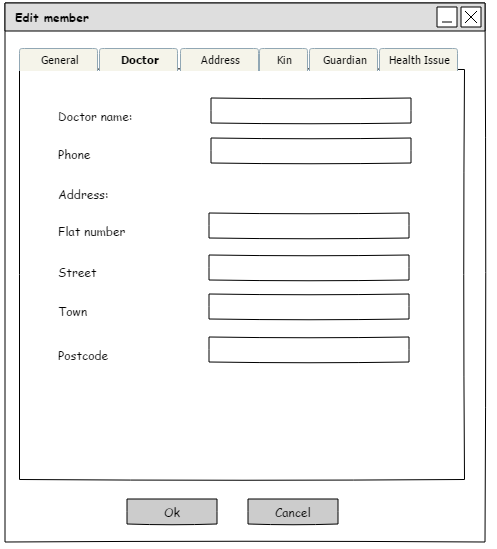 Edit member
General Doctor Address Kin Guardian Health Issue
Doctor name:
Phone
Address:
Flat number
Street
Town
Postcode
Ok Cancel